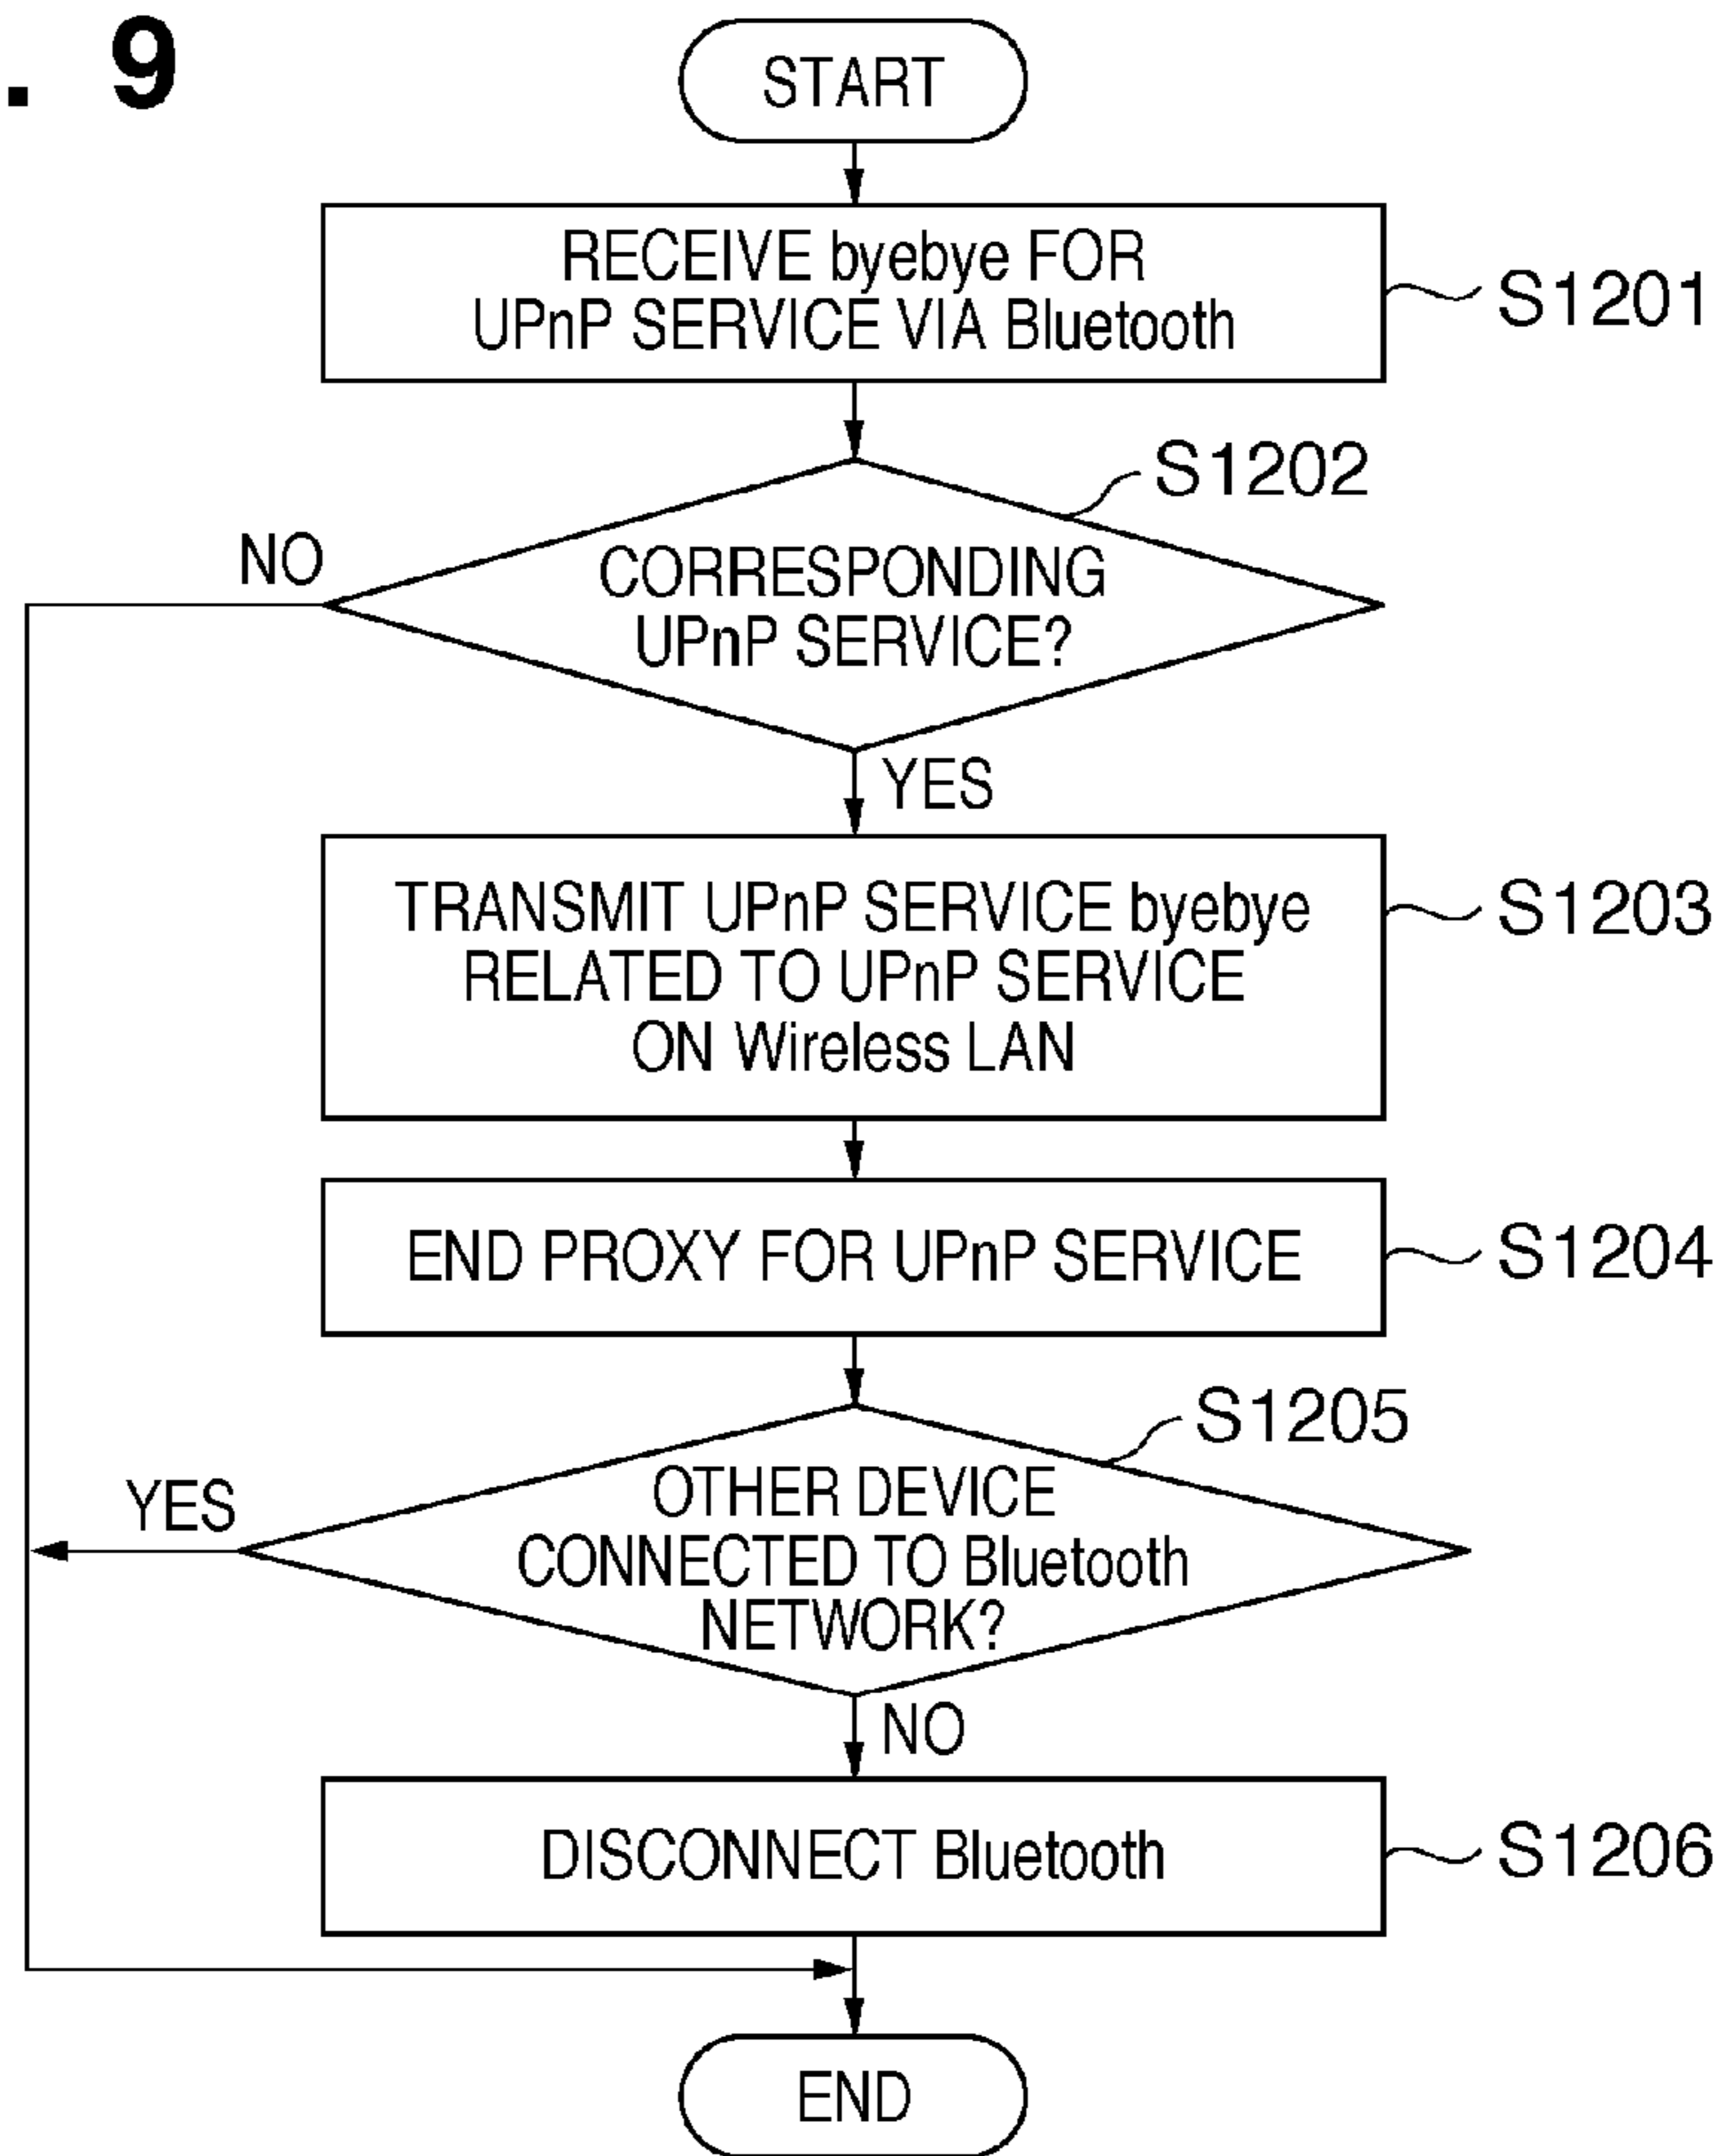 . 9
START
RECEIVE byebye FOR
UPnP SERVICE VIA Bluetooth
S1201
S1202
NO
CORRESPONDING
UPnP SERVICE?
YES
TRANSMIT UPnP SERVICE byebye
RELATED TO UPnP SERVICE
ON Wireless LAN
S1203
END PROXY FOR UPnP SERVICE
S1204
S1205
YES
OTHER DEVICE
CONNECTED TO Bluetooth
NETWORK?
NO
DISCONNECT Bluetooth
S1206
END